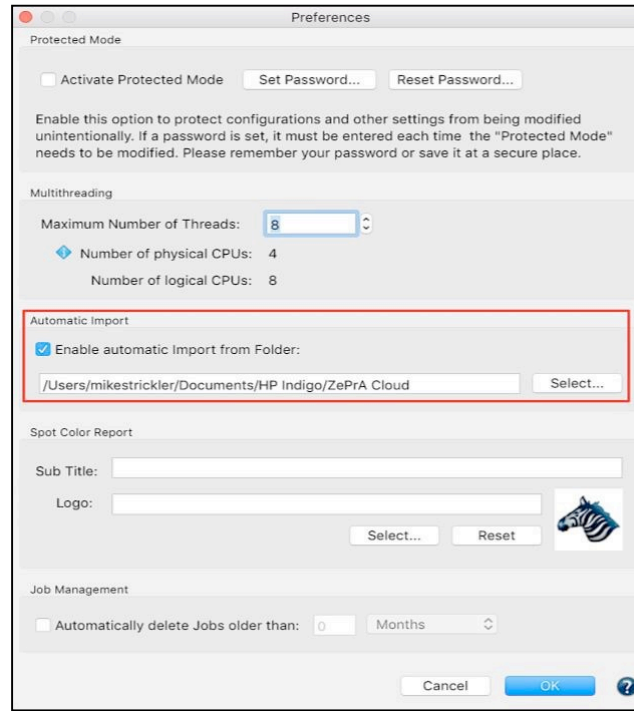 Preferences
Protected Mode
Activate Protected Mode Set Password... Reset Password...
Enable this option to protect configurations and other settings from being modified
unintentionally. If a password is set, it must be entered each time the "Protected Mode"
needs to be modified. Please remember your password or save it at a secure place.
Multithreading
Maximum Number of Threads: 8
Number of physical CPUs: 4
Number of logical CPUs: 8
Automatic Import
Enable automatic Import from Folder:
/Users/mikestrickler/Documents/HP Indigo/ZePrA Cloud Select...
Spot Color Report
Sub Title:
Logo:
Select... Reset
Job Management
Automatically delete Jobs older than: 0 Months
Cancel OK ?